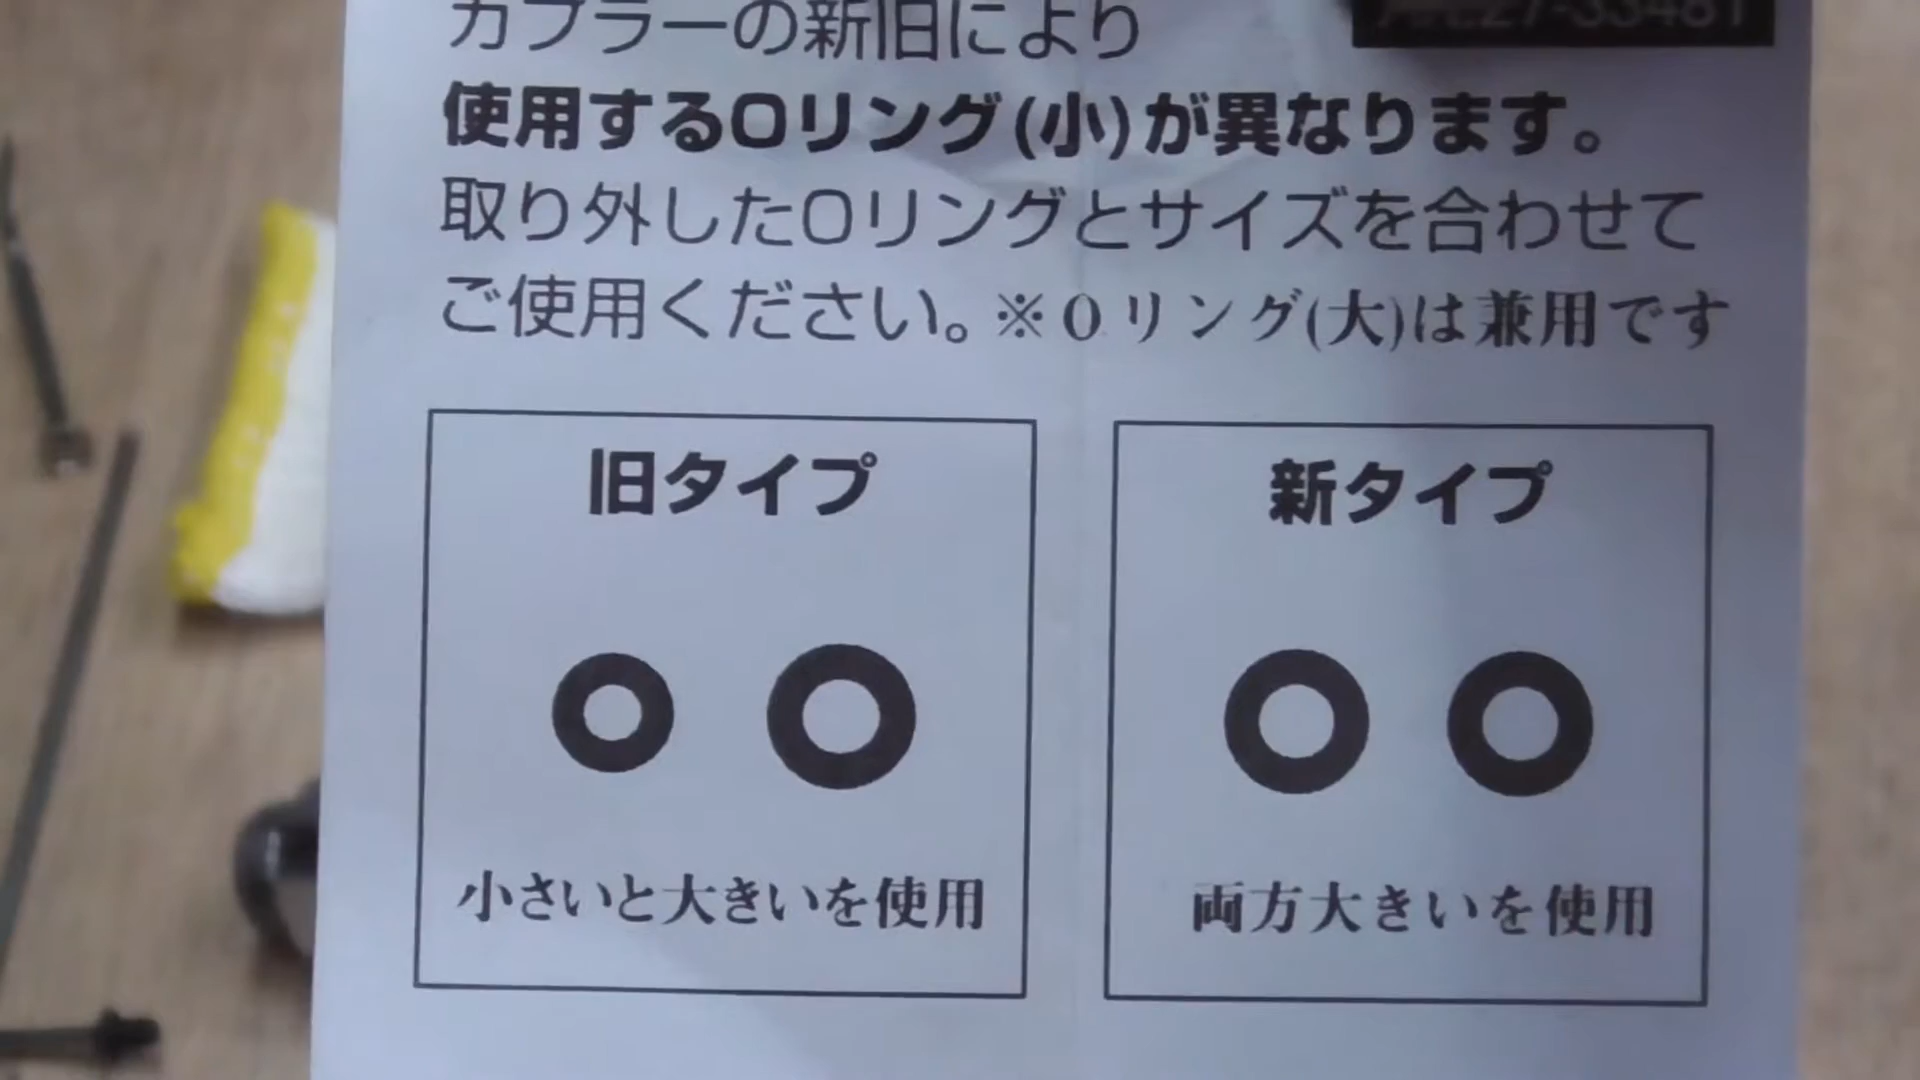 カプラーの新旧により
使用するOリング(小)が異なります。
取り外したOリングとサイズを合わせて
ご使用ください。※Oリング(大)は兼用です
旧タイプ
新タイプ
小さいと大きいを使用
両方大きいを使用